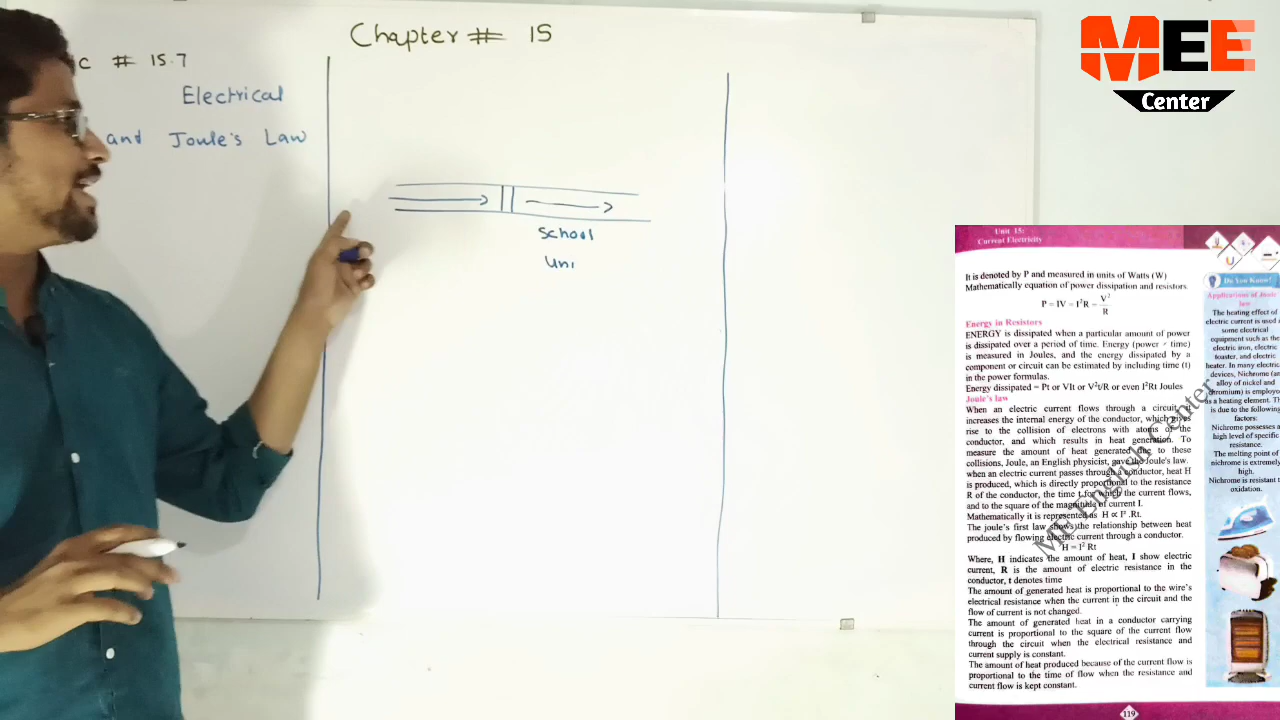 Chapter # 15
c # 15.7
Electrical
and Joule's Law
School
Uni
MEE
Center
Unit 15:
Current Electricity
It is denoted by P and measured in units of Watts (W)
Mathematically equation of power dissipation and resistors.
P = IV = I²R = V²/R
Energy in Resistors
ENERGY is dissipated when a particular amount of power
is dissipated over a period of time. Energy (power × time)
is measured in Joules, and the energy dissipated by a
component or circuit can be estimated by including time (t)
in the power formulas.
Energy dissipated = Pt or VIt or V²t/R or even I²Rt Joules
Joule's law
When an electric current flows through a circuit, it
increases the internal energy of the conductor, which gives
rise to the collision of electrons with atoms of the
conductor, and which results in heat generation. To
measure the amount of heat generated due to these
collisions, Joule, an English physicist, gave us Joule's law.
when an electric current passes through a conductor, heat H
is produced, which is directly proportional to the resistance
R of the conductor, the time t for which the current flows,
and to the square of the magnitude of current I.
Mathematically it is represented as H ∝ I² .Rt.
The joule's first law shows the relationship between heat
produced by flowing electric current through a conductor.
H = I² Rt
Where, H indicates the amount of heat, I show electric
current, R is the amount of electric resistance in the
conductor, t denotes time
The amount of generated heat is proportional to the wire's
electrical resistance when the current in the circuit and the
flow of current is not changed.
The amount of generated heat in a conductor carrying
current is proportional to the square of the current flow
through the circuit when the electrical resistance and
current supply is constant.
The amount of heat produced because of the current flow is
proportional to the time of flow when the resistance and
current flow is kept constant.
Do You Know!
Applications of Joule's
law
The heating effect of
electric current is used in
some electrical
equipment such as the
electric iron, electric
toaster, and electric
heater. In many electric
devices, Nichrome (an
alloy of nickel and
chromium) is employed
as a heating element. This
is due to the following
factors:
Nichrome possesses a
high level of specific
resistance.
The melting point of
nichrome is extremely
high.
Nichrome is resistant to
oxidation.
119